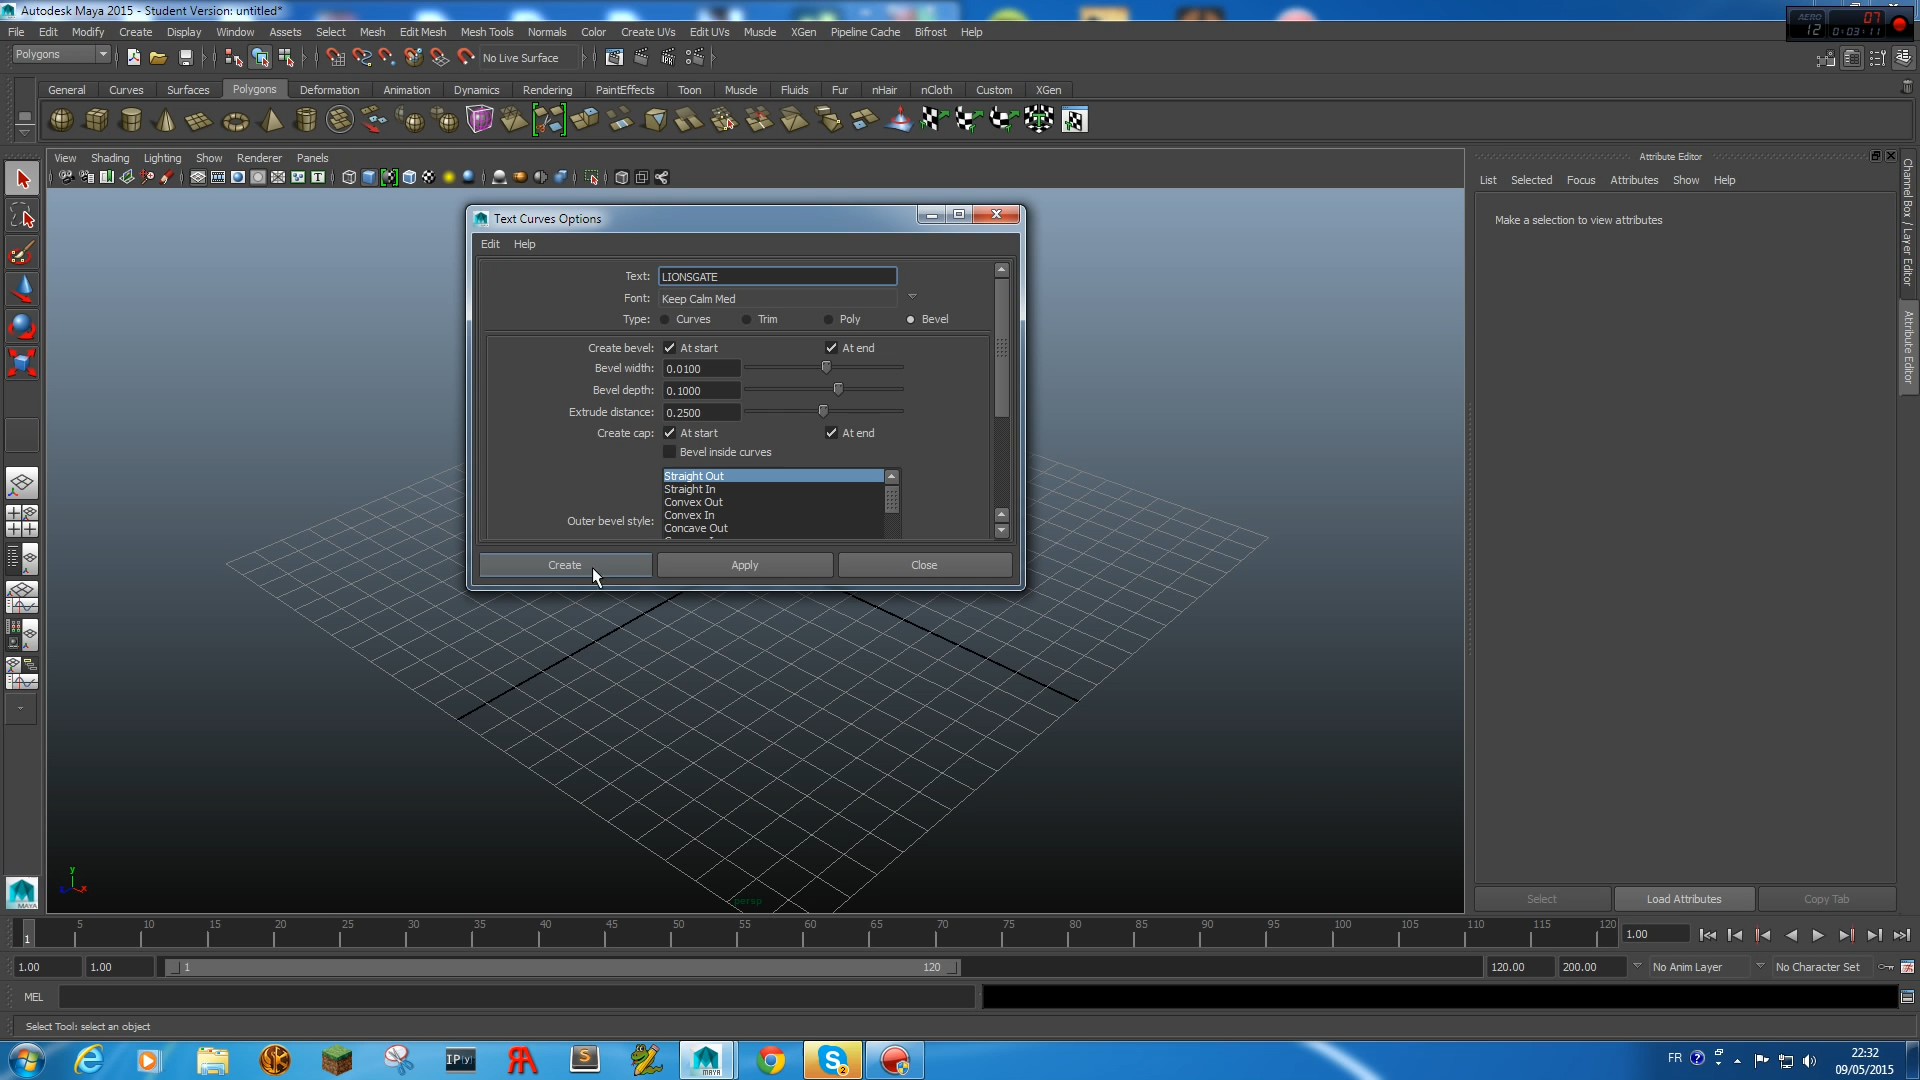 Autodesk Maya 2015 - Student Version: untitled*
File Edit Modify Create Display Window Assets Select Mesh Edit Mesh Mesh Tools Normals Color Create UVs Edit UVs Muscle XGen Pipeline Cache Bifrost Help
AERO 12 07 0:03:11
Polygons No Live Surface
General Curves Surfaces Polygons Deformation Animation Dynamics Rendering PaintEffects Toon Muscle Fluids Fur nHair nCloth Custom XGen
View Shading Lighting Show Renderer Panels
Attribute Editor
List Selected Focus Attributes Show Help
Make a selection to view attributes
Channel Box / Layer Editor
Attribute Editor
Text Curves Options
Edit Help
Text: LIONSGATE
Font: Keep Calm Med
Type: Curves Trim Poly Bevel
Create bevel: At start At end
Bevel width: 0.0100
Bevel depth: 0.1000
Extrude distance: 0.2500
Create cap: At start At end
Bevel inside curves
Straight Out
Straight In
Convex Out
Convex In
Outer bevel style:
Concave Out
Create Apply Close
y
x
persp
MAYA
Select Load Attributes Copy Tab
1 5 10 15 20 25 30 35 40 45 50 55 60 65 70 75 80 85 90 95 100 105 110 115 120 1.00
1.00 1.00 1 120 120.00 200.00 No Anim Layer No Character Set
MEL
Select Tool: select an object
IP[y] MAYA S 2
FR 22:32
09/05/2015